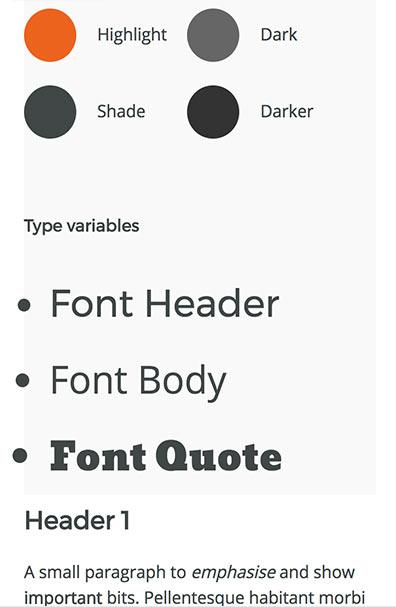 Highlight Dark
Shade Darker
Type variables
Font Header
Font Body
Font Quote
Header 1
A small paragraph to emphasise and show
important bits. Pellentesque habitant morbi